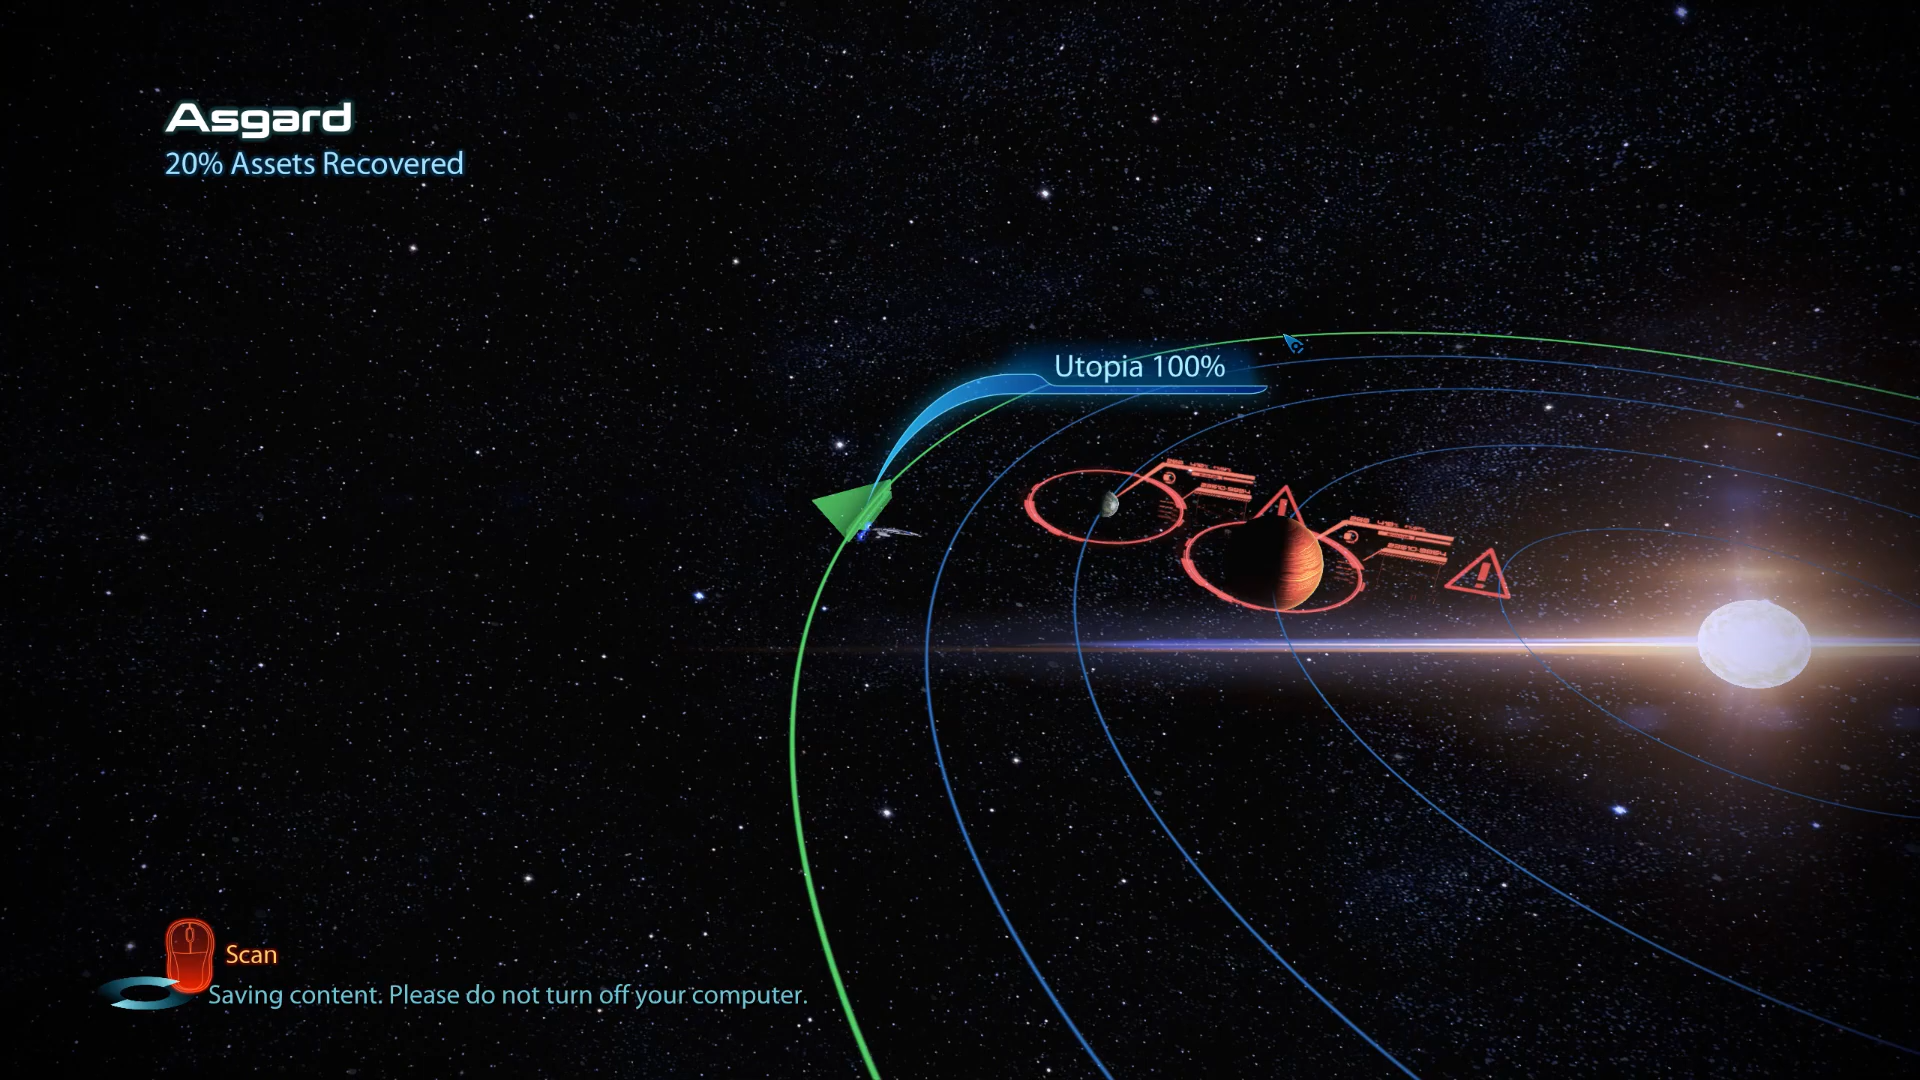 Asgard
20% Assets Recovered
Utopia 100%
Scan
Saving content. Please do not turn off your computer.